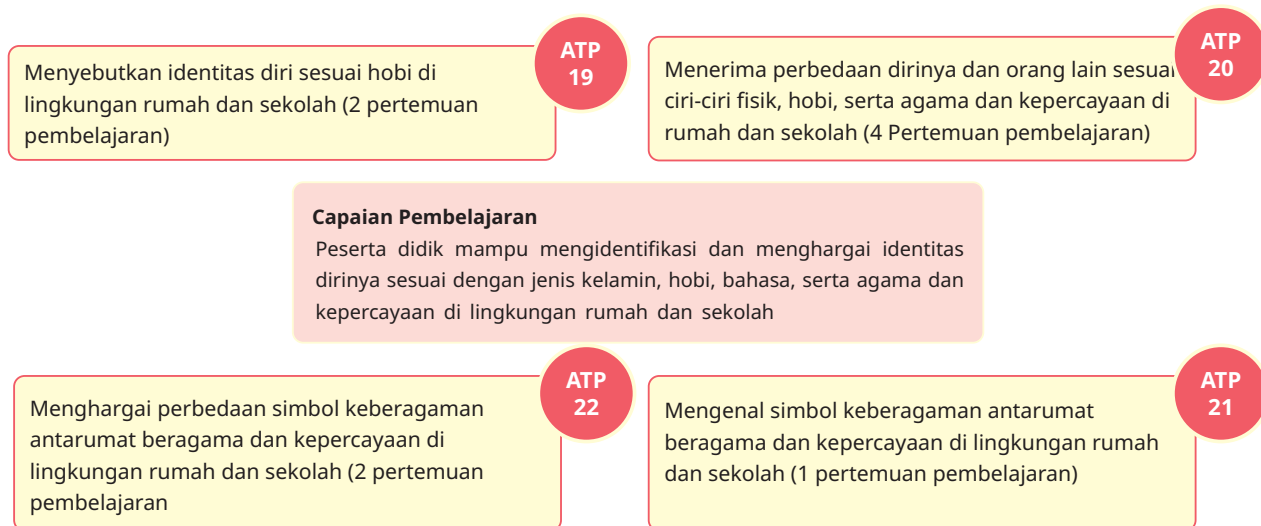 ATP
19
Menyebutkan identitas diri sesuai hobi di
lingkungan rumah dan sekolah (2 pertemuan
pembelajaran)
ATP
20
Menerima perbedaan dirinya dan orang lain sesuai
ciri-ciri fisik, hobi, serta agama dan kepercayaan di
rumah dan sekolah (4 Pertemuan pembelajaran)
Capaian Pembelajaran
Peserta didik mampu mengidentifikasi dan menghargai identitas
dirinya sesuai dengan jenis kelamin, hobi, bahasa, serta agama dan
kepercayaan di lingkungan rumah dan sekolah
ATP
22
Menghargai perbedaan simbol keberagaman
antarumat beragama dan kepercayaan di
lingkungan rumah dan sekolah (2 pertemuan
pembelajaran
ATP
21
Mengenal simbol keberagaman antarumat
beragama dan kepercayaan di lingkungan rumah
dan sekolah (1 pertemuan pembelajaran)